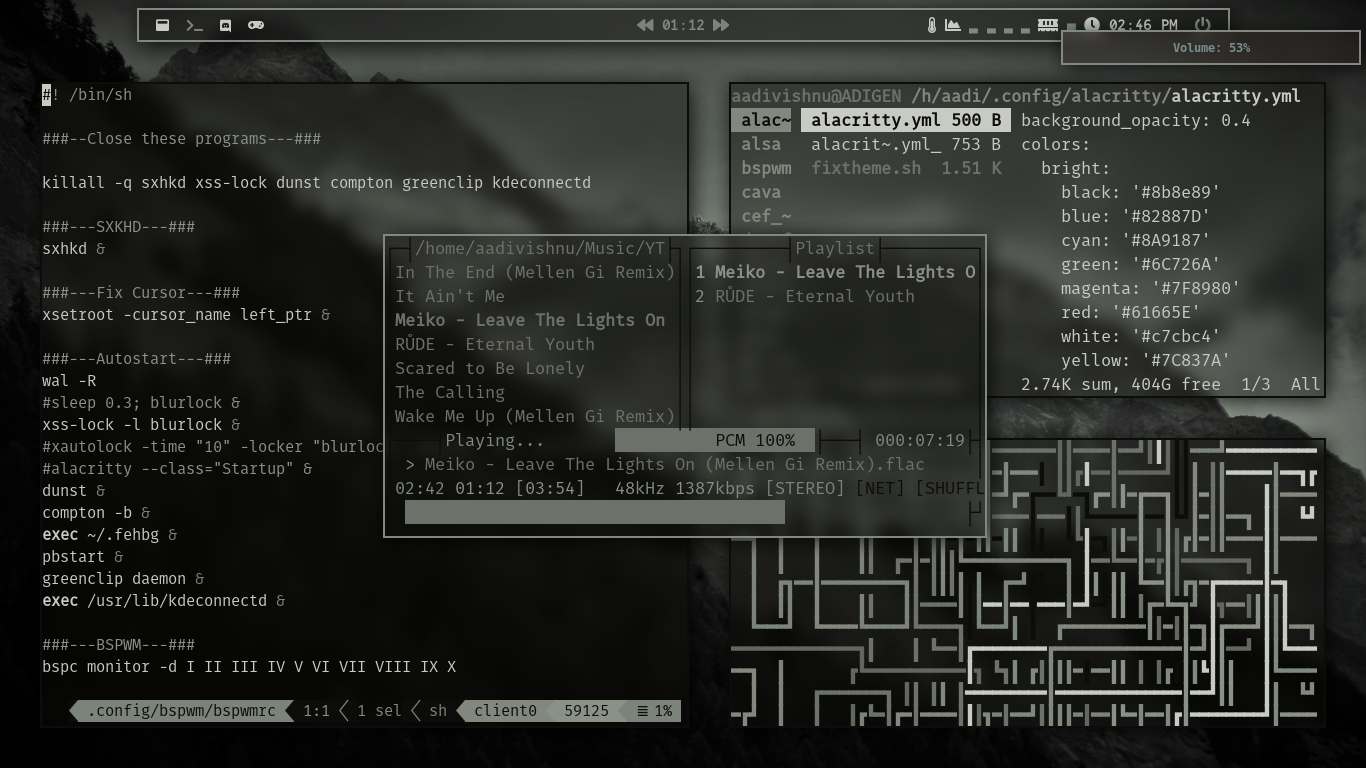 01:12
02:46 PM
Volume: 53%
#! /bin/sh
###--Close these programs---###
killall -q sxhkd xss-lock dunst compton greenclip kdeconnectd
###---SXKHD---###
sxhkd &
###---Fix Cursor---###
xsetroot -cursor_name left_ptr &
###---Autostart---###
wal -R
#sleep 0.3; blurlock &
xss-lock -l blurlock &
#xautolock -time "10" -locker "blurloc
#alacritty --class="Startup" &
dunst &
compton -b &
exec ~/.fehbg &
pbstart &
greenclip daemon &
exec /usr/lib/kdeconnectd &
###---BSPWM---###
bspc monitor -d I II III IV V VI VII VIII IX X
.config/bspwm/bspwmrc 1:1 1 sel sh client0 59125 ≣ 1%
aadivishnu@ADIGEN /h/aadi/.config/alacritty/alacritty.yml
alac~ alacritty.yml 500 B background_opacity: 0.4
alsa alacrit~.yml_ 753 B colors:
bspwm fixtheme.sh 1.51 K bright:
cava black: '#8b8e89'
cef_~ blue: '#82887D'
cyan: '#8A9187'
green: '#6C726A'
magenta: '#7F8980'
red: '#61665E'
white: '#c7cbc4'
yellow: '#7C837A'
2.74K sum, 404G free 1/3 All
/home/aadivishnu/Music/YT
In The End (Mellen Gi Remix)
It Ain't Me
Meiko - Leave The Lights On
RŮDE - Eternal Youth
Scared to Be Lonely
The Calling
Wake Me Up (Mellen Gi Remix)
Playlist
1 Meiko - Leave The Lights O
2 RŮDE - Eternal Youth
Playing... PCM 100% 000:07:19
> Meiko - Leave The Lights On (Mellen Gi Remix).flac
02:42 01:12 [03:54] 48kHz 1387kbps [STEREO] [NET] [SHUFFL